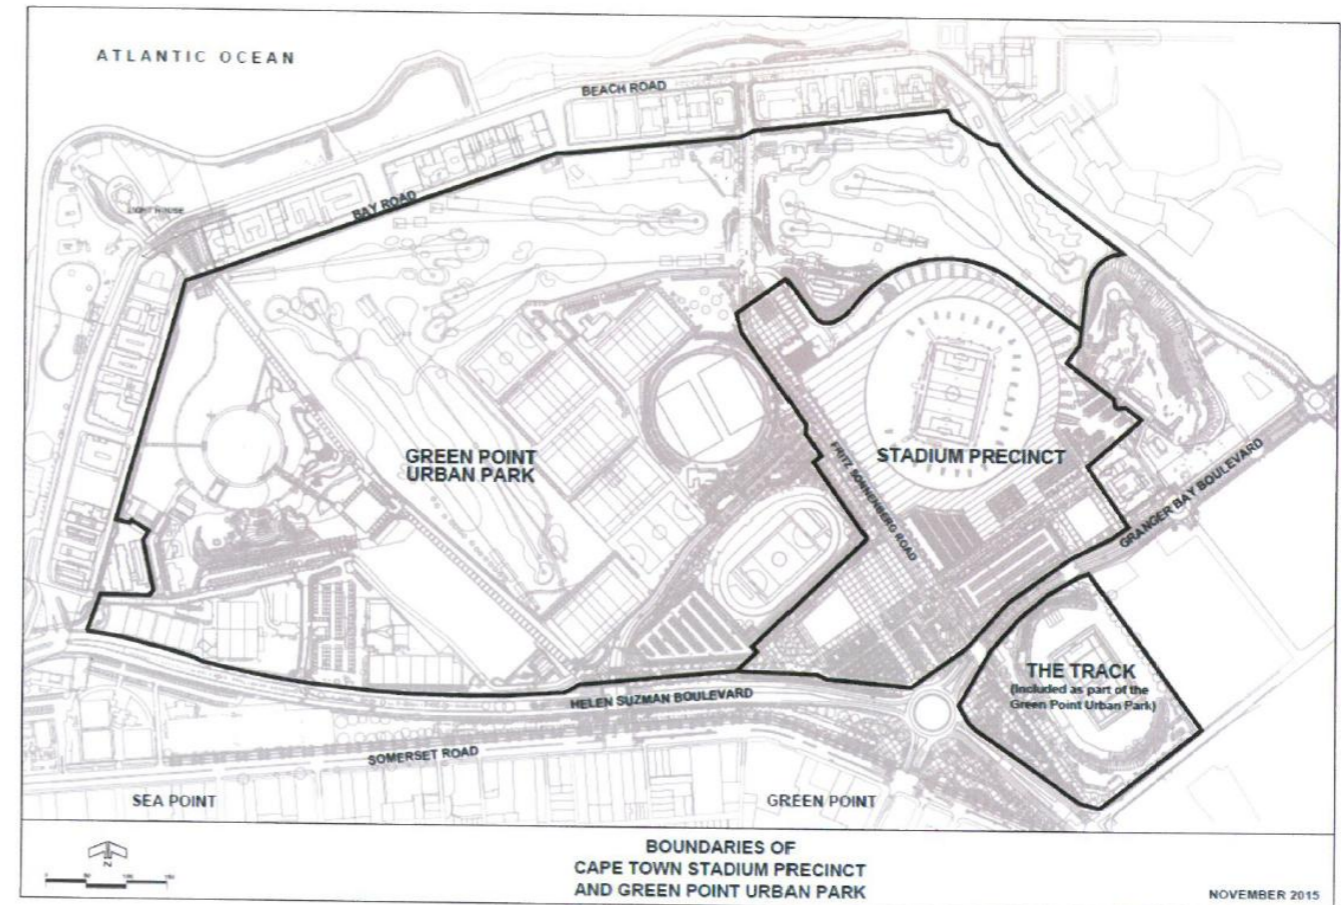 ATLANTIC OCEAN
BEACH ROAD
LIGHT HOUSE
BAY ROAD
GREEN POINT
URBAN PARK
STADIUM PRECINCT
FRITZ SONNENBERG ROAD
GRANGER BAY BOULEVARD
THE TRACK
(Included as part of the
Green Point Urban Park)
HELEN SUZMAN BOULEVARD
SOMERSET ROAD
SEA POINT
GREEN POINT
BOUNDARIES OF
CAPE TOWN STADIUM PRECINCT
AND GREEN POINT URBAN PARK
NOVEMBER 2015